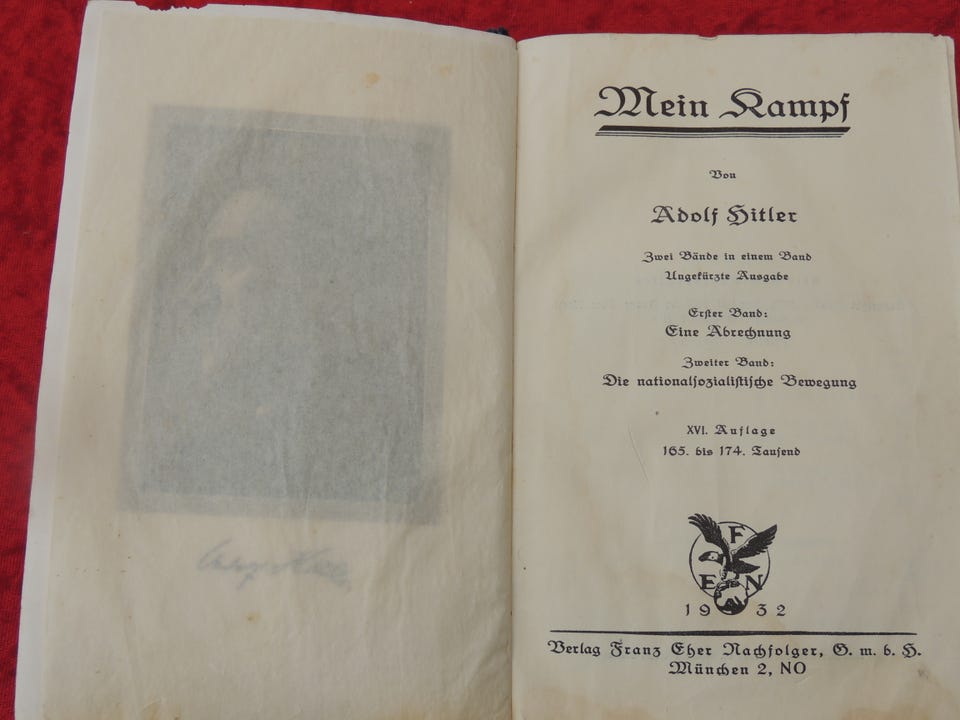 Mein Kampf
Von
Adolf Hitler
Zwei Bände in einem Band
Ungekürzte Ausgabe
Erster Band:
Eine Abrechnung
Zweiter Band:
Die nationalsozialistische Bewegung
XVI. Auflage
165. bis 174. Tausend
F
E N
1932
Verlag Franz Eher Nachfolger, G. m. b. H.
München 2, NO